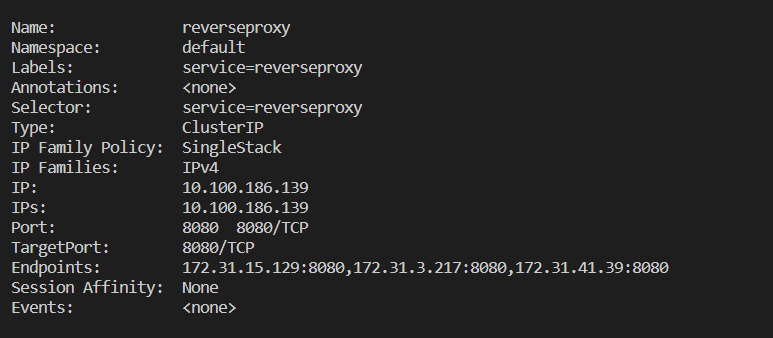 Name: reverseproxy
Namespace: default
Labels: service=reverseproxy
Annotations: <none>
Selector: service=reverseproxy
Type: ClusterIP
IP Family Policy: SingleStack
IP Families: IPv4
IP: 10.100.186.139
IPs: 10.100.186.139
Port: 8080 8080/TCP
TargetPort: 8080/TCP
Endpoints: 172.31.15.129:8080,172.31.3.217:8080,172.31.41.39:8080
Session Affinity: None
Events: <none>